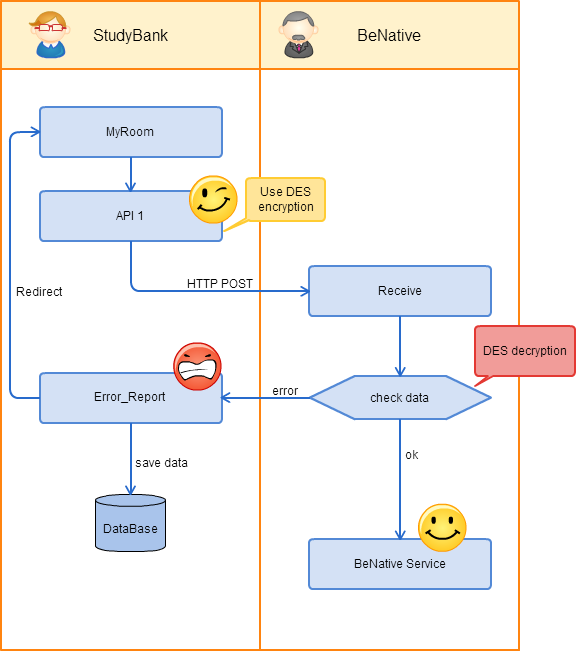 StudyBank
BeNative
MyRoom
API 1
Use DES
encryption
HTTP POST
Receive
Redirect
DES decryption
Error_Report
error
check data
save data
ok
DataBase
BeNative Service